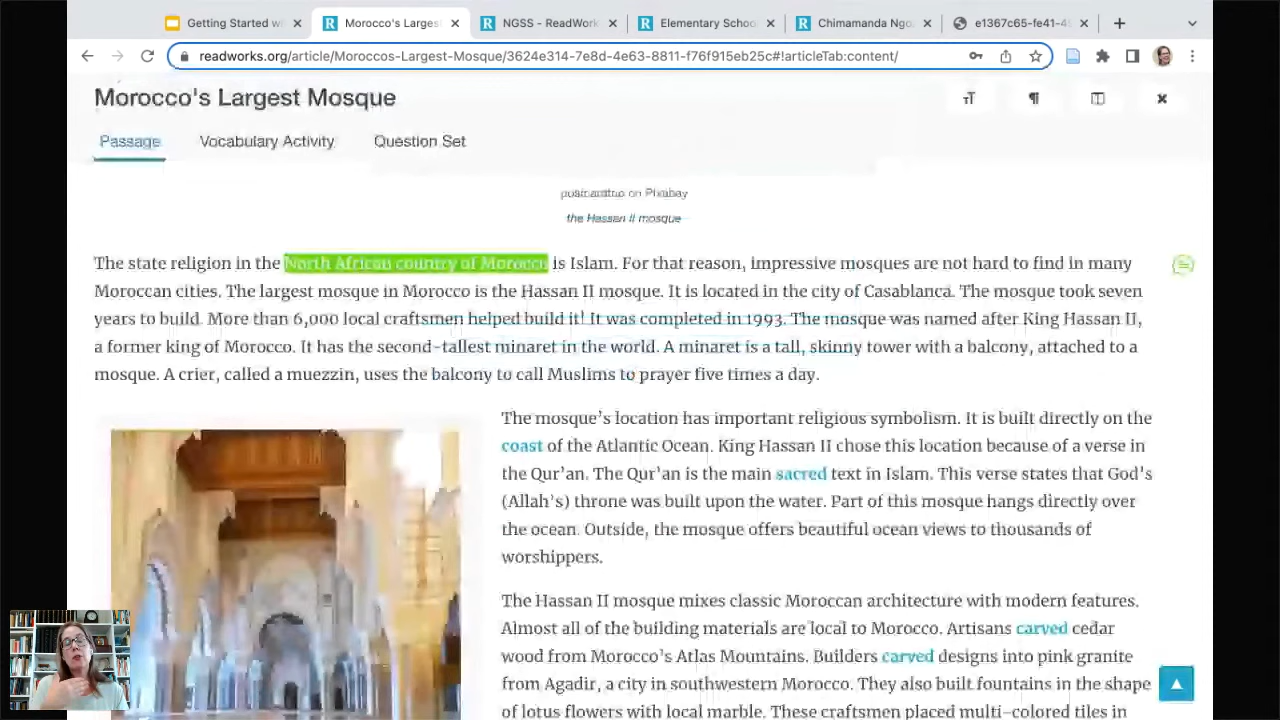 Getting Started wi
Morocco's Larges
NGSS - ReadWork
Elementary Schoo
Chimamanda Ngo
e1367c65-fe41-4
readworks.org/article/Moroccos-Largest-Mosque/3624e314-7e8d-4e63-8811-f76f915eb25c#!articleTab:content/
Morocco's Largest Mosque
Passage
Vocabulary Activity
Question Set
on Pixabay
the Hassan II mosque
The state religion in the North African country of Morocco is Islam. For that reason, impressive mosques are not hard to find in many
Moroccan cities. The largest mosque in Morocco is the Hassan II mosque. It is located in the city of Casablanca. The mosque took seven
years to build. More than 6,000 local craftsmen helped build it! It was completed in 1993. The mosque was named after King Hassan II,
a former king of Morocco. It has the second-tallest minaret in the world. A minaret is a tall, skinny tower with a balcony, attached to a
mosque. A crier, called a muezzin, uses the balcony to call Muslims to prayer five times a day.
The mosque's location has important religious symbolism. It is built directly on the
coast of the Atlantic Ocean. King Hassan II chose this location because of a verse in
the Qur'an. The Qur'an is the main sacred text in Islam. This verse states that God's
(Allah's) throne was built upon the water. Part of this mosque hangs directly over
the ocean. Outside, the mosque offers beautiful ocean views to thousands of
worshippers.
The Hassan II mosque mixes classic Moroccan architecture with modern features.
Almost all of the building materials are local to Morocco. Artisans carved cedar
wood from Morocco's Atlas Mountains. Builders carved designs into pink granite
from Agadir, a city in southwestern Morocco. They also built fountains in the shape
of lotus flowers with local marble. These craftsmen placed multi-colored tiles in